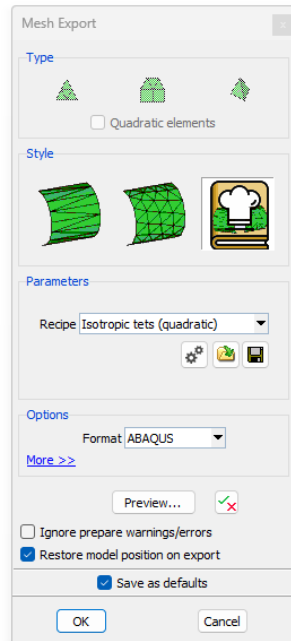 Mesh Export
x
Type
Quadratic elements
Style
Parameters
Recipe Isotropic tets (quadratic)
Options
Format ABAQUS
More >>
Preview...
Ignore prepare warnings/errors
Restore model position on export
Save as defaults
OK Cancel